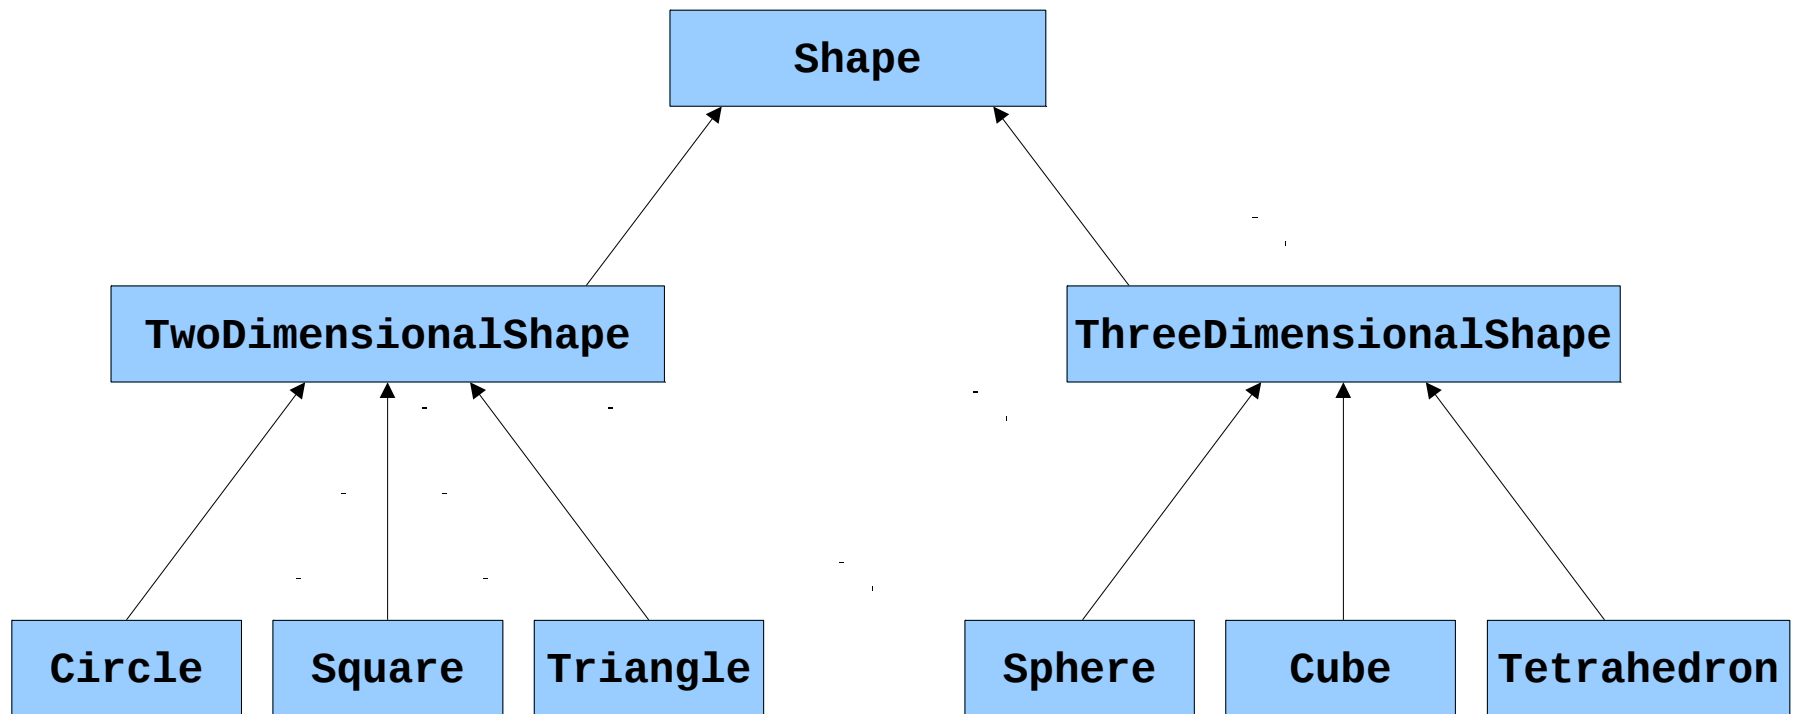 Shape
TwoDimensionalShape
ThreeDimensionalShape
Circle
Square
Triangle
Sphere
Cube
Tetrahedron